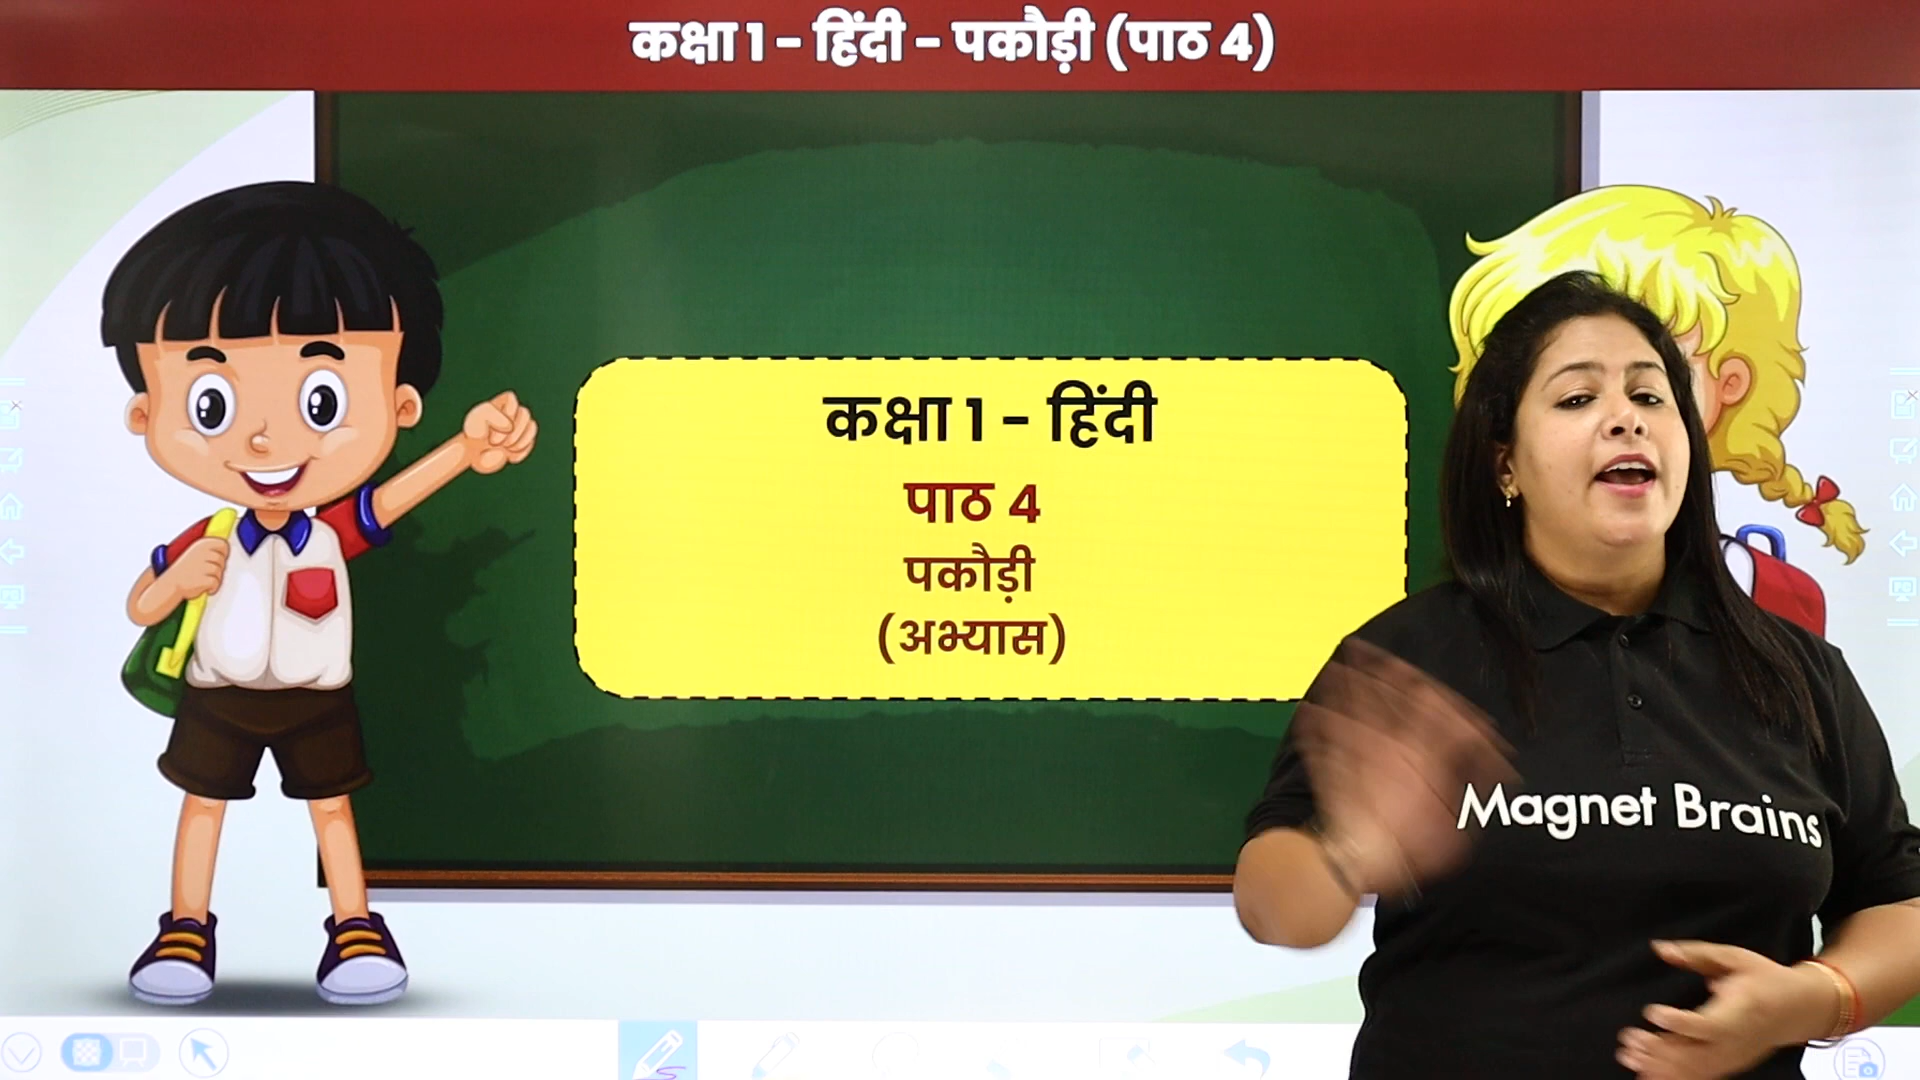 कक्षा 1 - हिंदी - पकौड़ी (पाठ 4)
कक्षा 1 - हिंदी
पाठ 4
पकौड़ी
(अभ्यास)
Magnet Brains